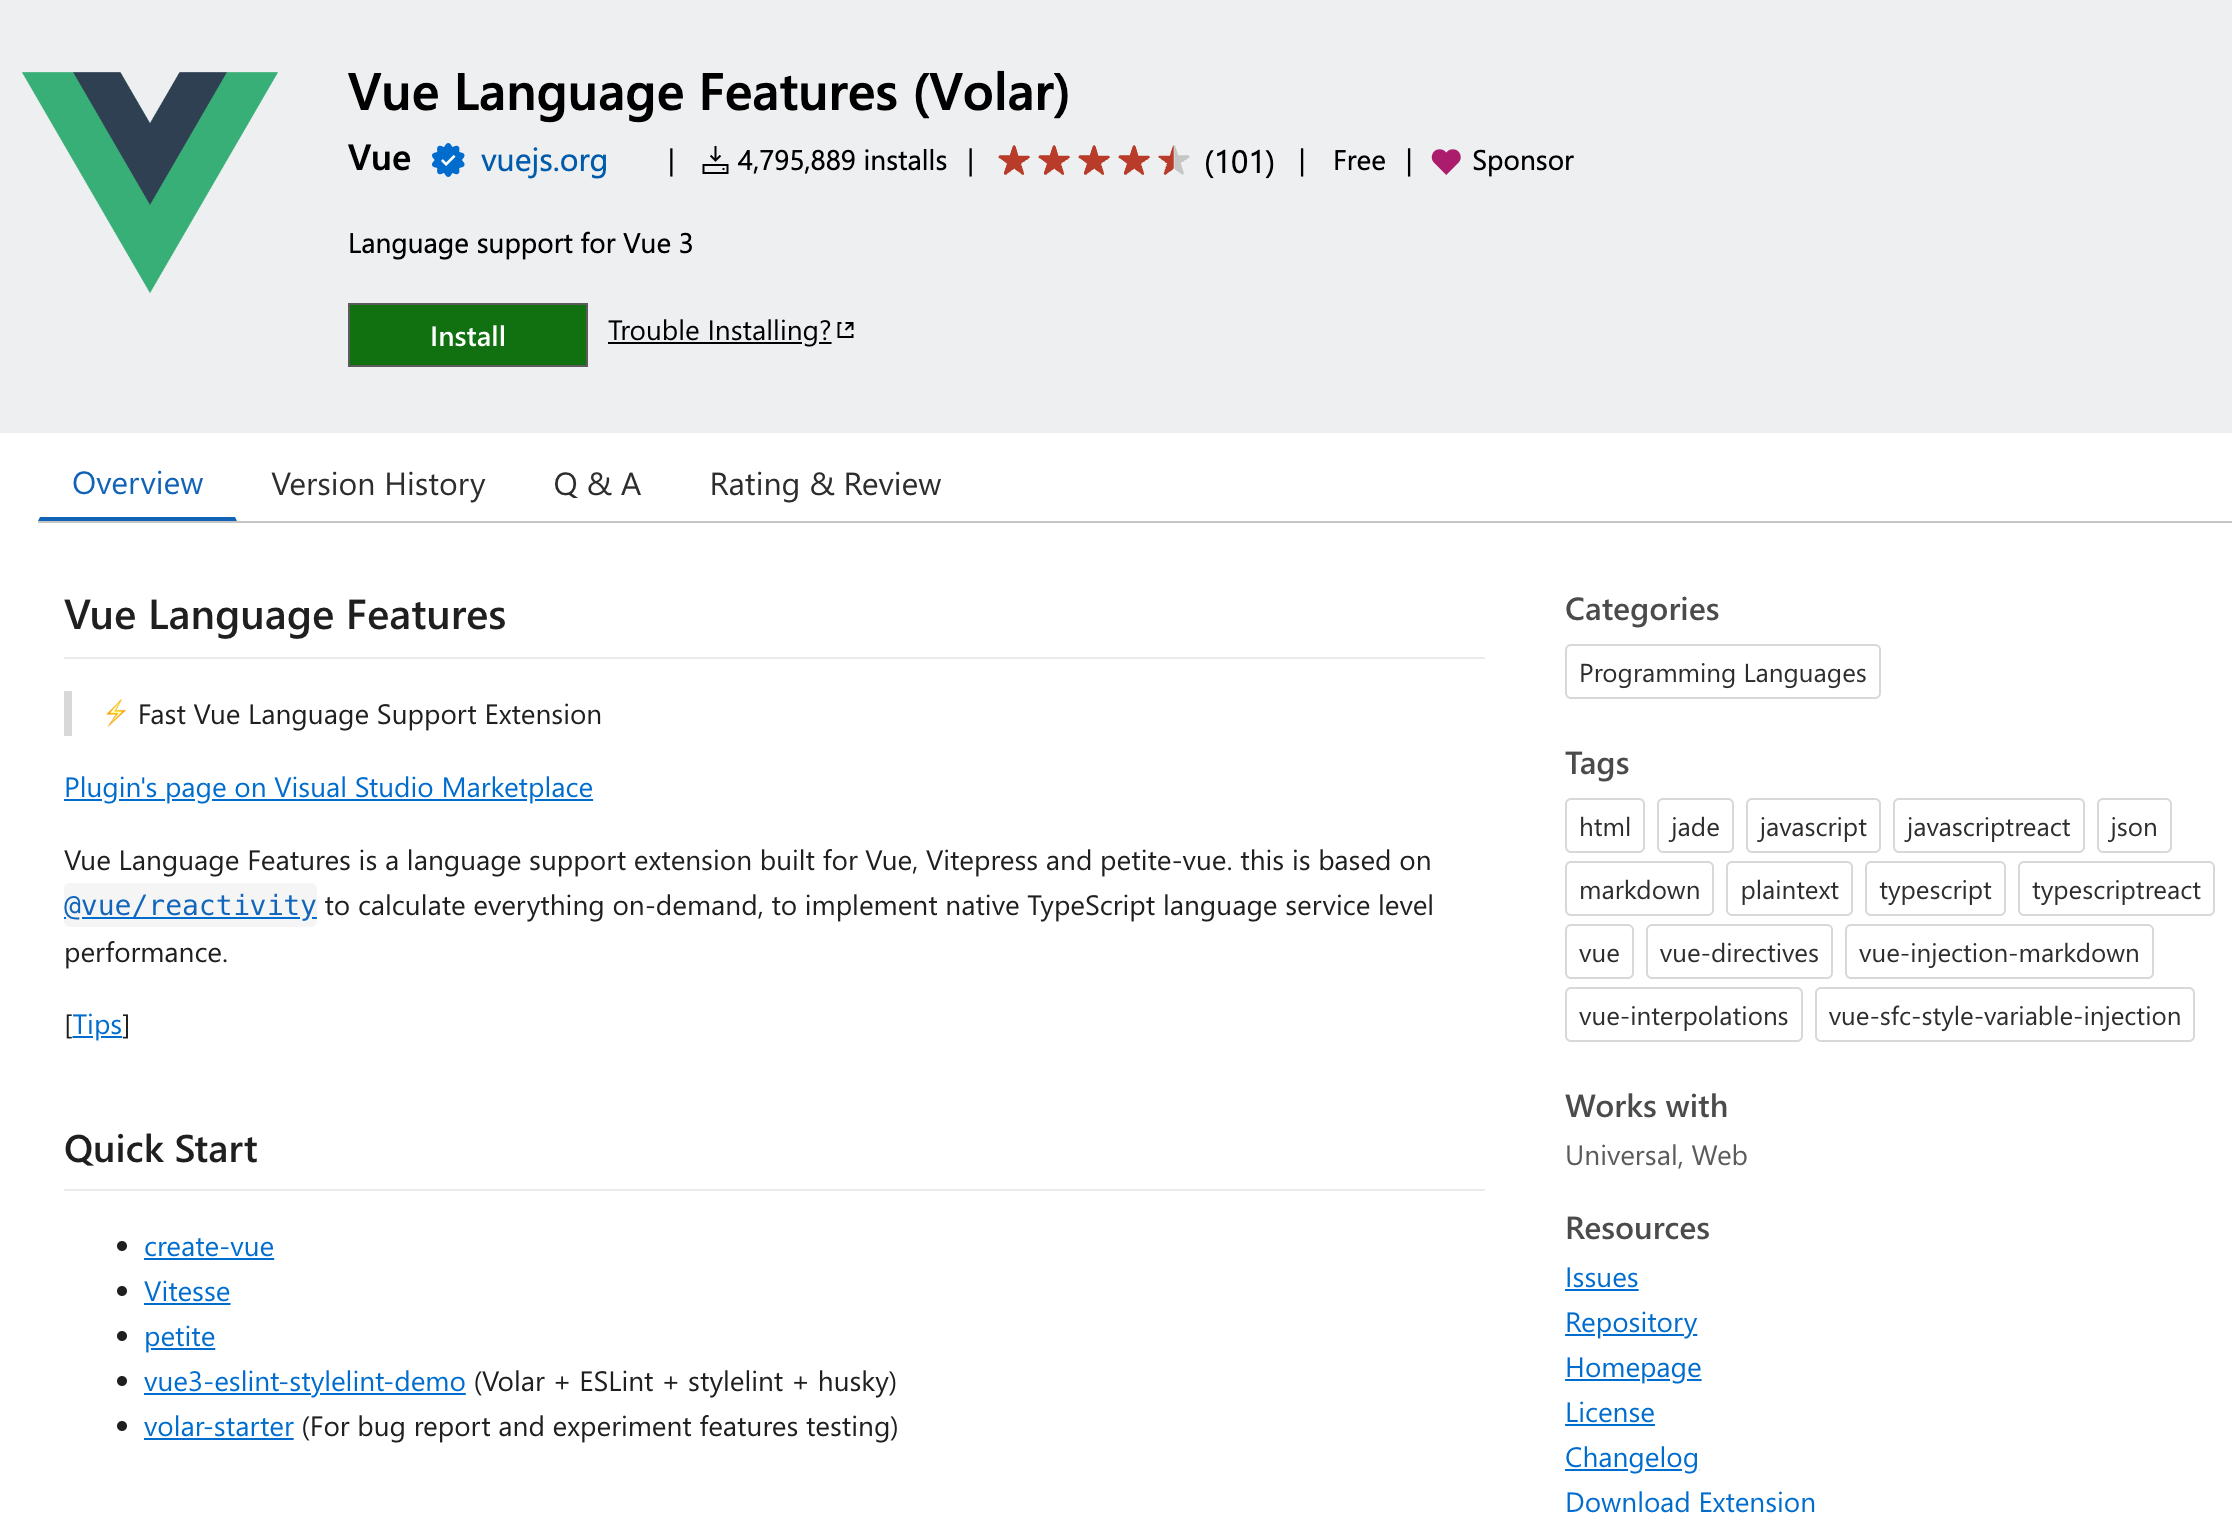 Vue Language Features (Volar)
Vue vuejs.org | 4,795,889 installs | (101) | Free | Sponsor
Language support for Vue 3
Install Trouble Installing?
Overview Version History Q & A Rating & Review
Vue Language Features
⚡ Fast Vue Language Support Extension
Plugin's page on Visual Studio Marketplace
Vue Language Features is a language support extension built for Vue, Vitepress and petite-vue. this is based on
@vue/reactivity to calculate everything on-demand, to implement native TypeScript language service level
performance.
[Tips]
Quick Start
• create-vue
• Vitesse
• petite
• vue3-eslint-stylelint-demo (Volar + ESLint + stylelint + husky)
• volar-starter (For bug report and experiment features testing)
Categories
Programming Languages
Tags
html jade javascript javascriptreact json
markdown plaintext typescript typescriptreact
vue vue-directives vue-injection-markdown
vue-interpolations vue-sfc-style-variable-injection
Works with
Universal, Web
Resources
Issues
Repository
Homepage
License
Changelog
Download Extension